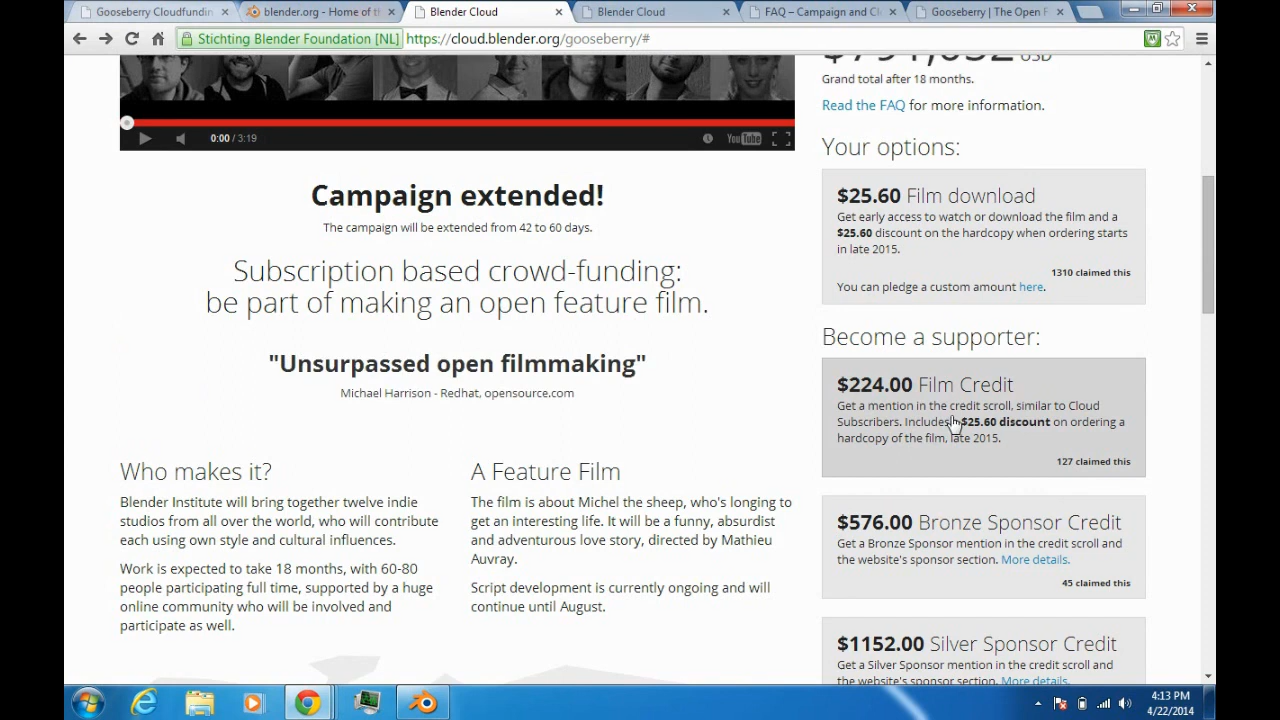 Gooseberry Cloudfundin
blender.org - Home of t
Blender Cloud
Blender Cloud
FAQ – Campaign and Cl
Gooseberry | The Open F
Stichting Blender Foundation [NL]
https://cloud.blender.org/gooseberry/#
USD
Grand total after 18 months.
Read the FAQ for more information.
0:00 / 3:19
YouTube
Your options:
$25.60 Film download
Get early access to watch or download the film and a
$25.60 discount on the hardcopy when ordering starts
in late 2015.
1310 claimed this
You can pledge a custom amount here.
Campaign extended!
The campaign will be extended from 42 to 60 days.
Subscription based crowd-funding:
be part of making an open feature film.
"Unsurpassed open filmmaking"
Michael Harrison - Redhat, opensource.com
Become a supporter:
$224.00 Film Credit
Get a mention in the credit scroll, similar to Cloud
Subscribers. Includes $25.60 discount on ordering a
hardcopy of the film, late 2015.
127 claimed this
Who makes it?
Blender Institute will bring together twelve indie
studios from all over the world, who will contribute
each using own style and cultural influences.
Work is expected to take 18 months, with 60-80
people participating full time, supported by a huge
online community who will be involved and
participate as well.
A Feature Film
The film is about Michel the sheep, who's longing to
get an interesting life. It will be a funny, absurdist
and adventurous love story, directed by Mathieu
Auvray.
Script development is currently ongoing and will
continue until August.
$576.00 Bronze Sponsor Credit
Get a Bronze Sponsor mention in the credit scroll and
the website's sponsor section. More details.
45 claimed this
$1152.00 Silver Sponsor Credit
Get a Silver Sponsor mention in the credit scroll and
the website's sponsor section. More details.
4:13 PM
4/22/2014